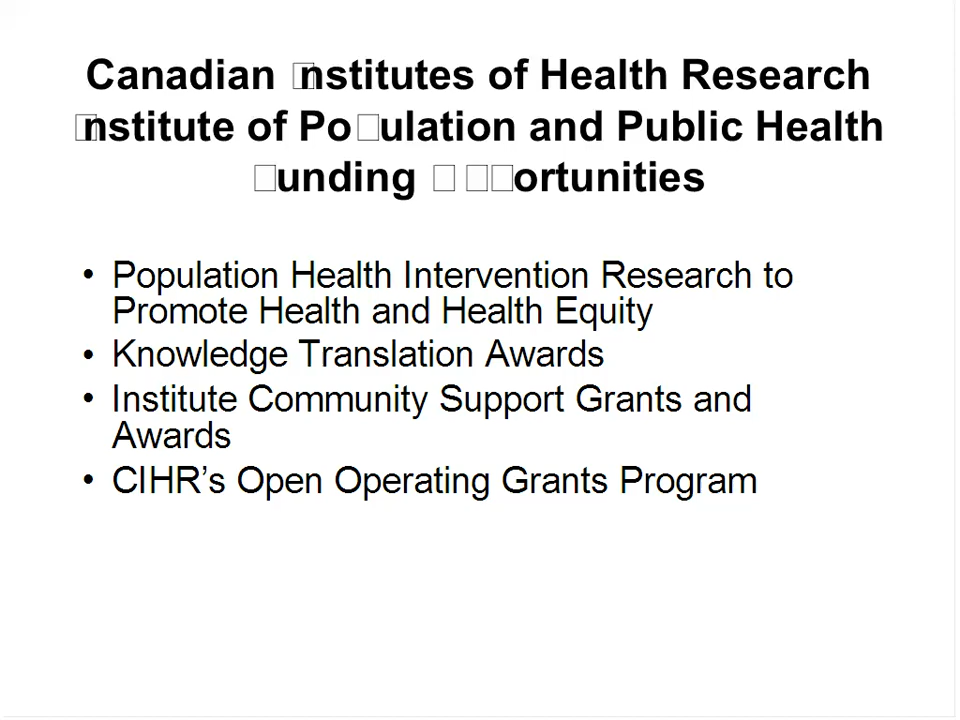 Canadian □nstitutes of Health Research
□nstitute of Po□ulation and Public Health
□unding □□□ortunities
• Population Health Intervention Research to
Promote Health and Health Equity
• Knowledge Translation Awards
• Institute Community Support Grants and
Awards
• CIHR’s Open Operating Grants Program